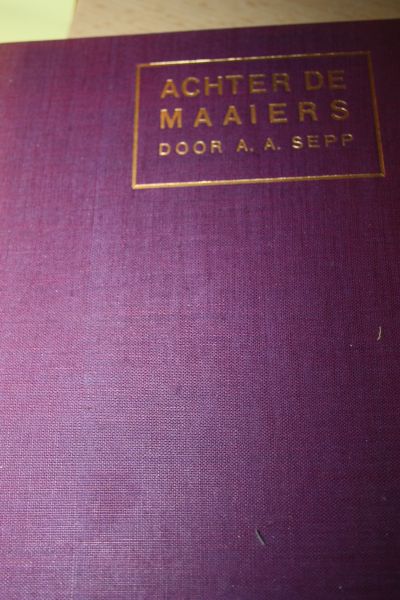 ACHTER DE
MAAIERS
DOOR A. A. SEPP